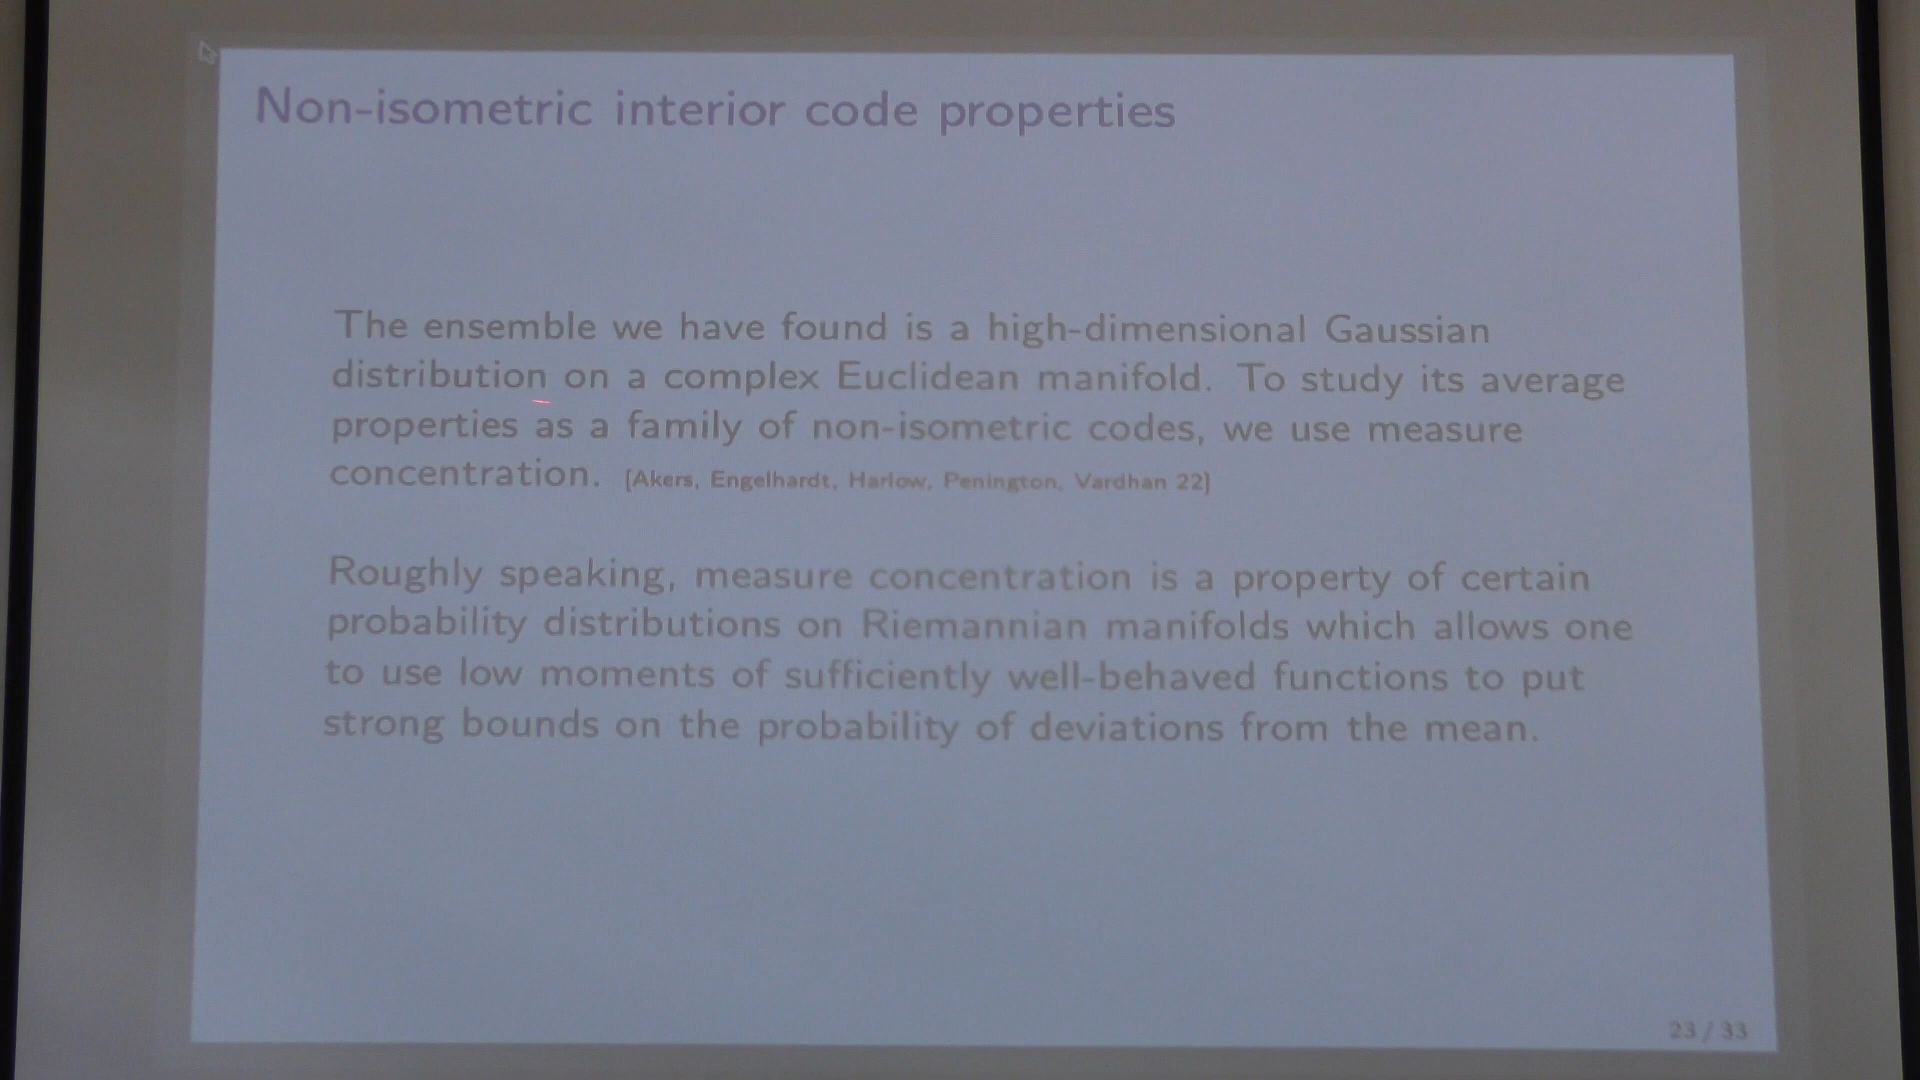 Non-isometric interior code properties
The ensemble we have found is a high-dimensional Gaussian
distribution on a complex Euclidean manifold. To study its average
properties as a family of non-isometric codes, we use measure
concentration. [Akers, Engelhardt, Harlow, Penington, Vardhan 22]
Roughly speaking, measure concentration is a property of certain
probability distributions on Riemannian manifolds which allows one
to use low moments of sufficiently well-behaved functions to put
strong bounds on the probability of deviations from the mean.
23 / 33